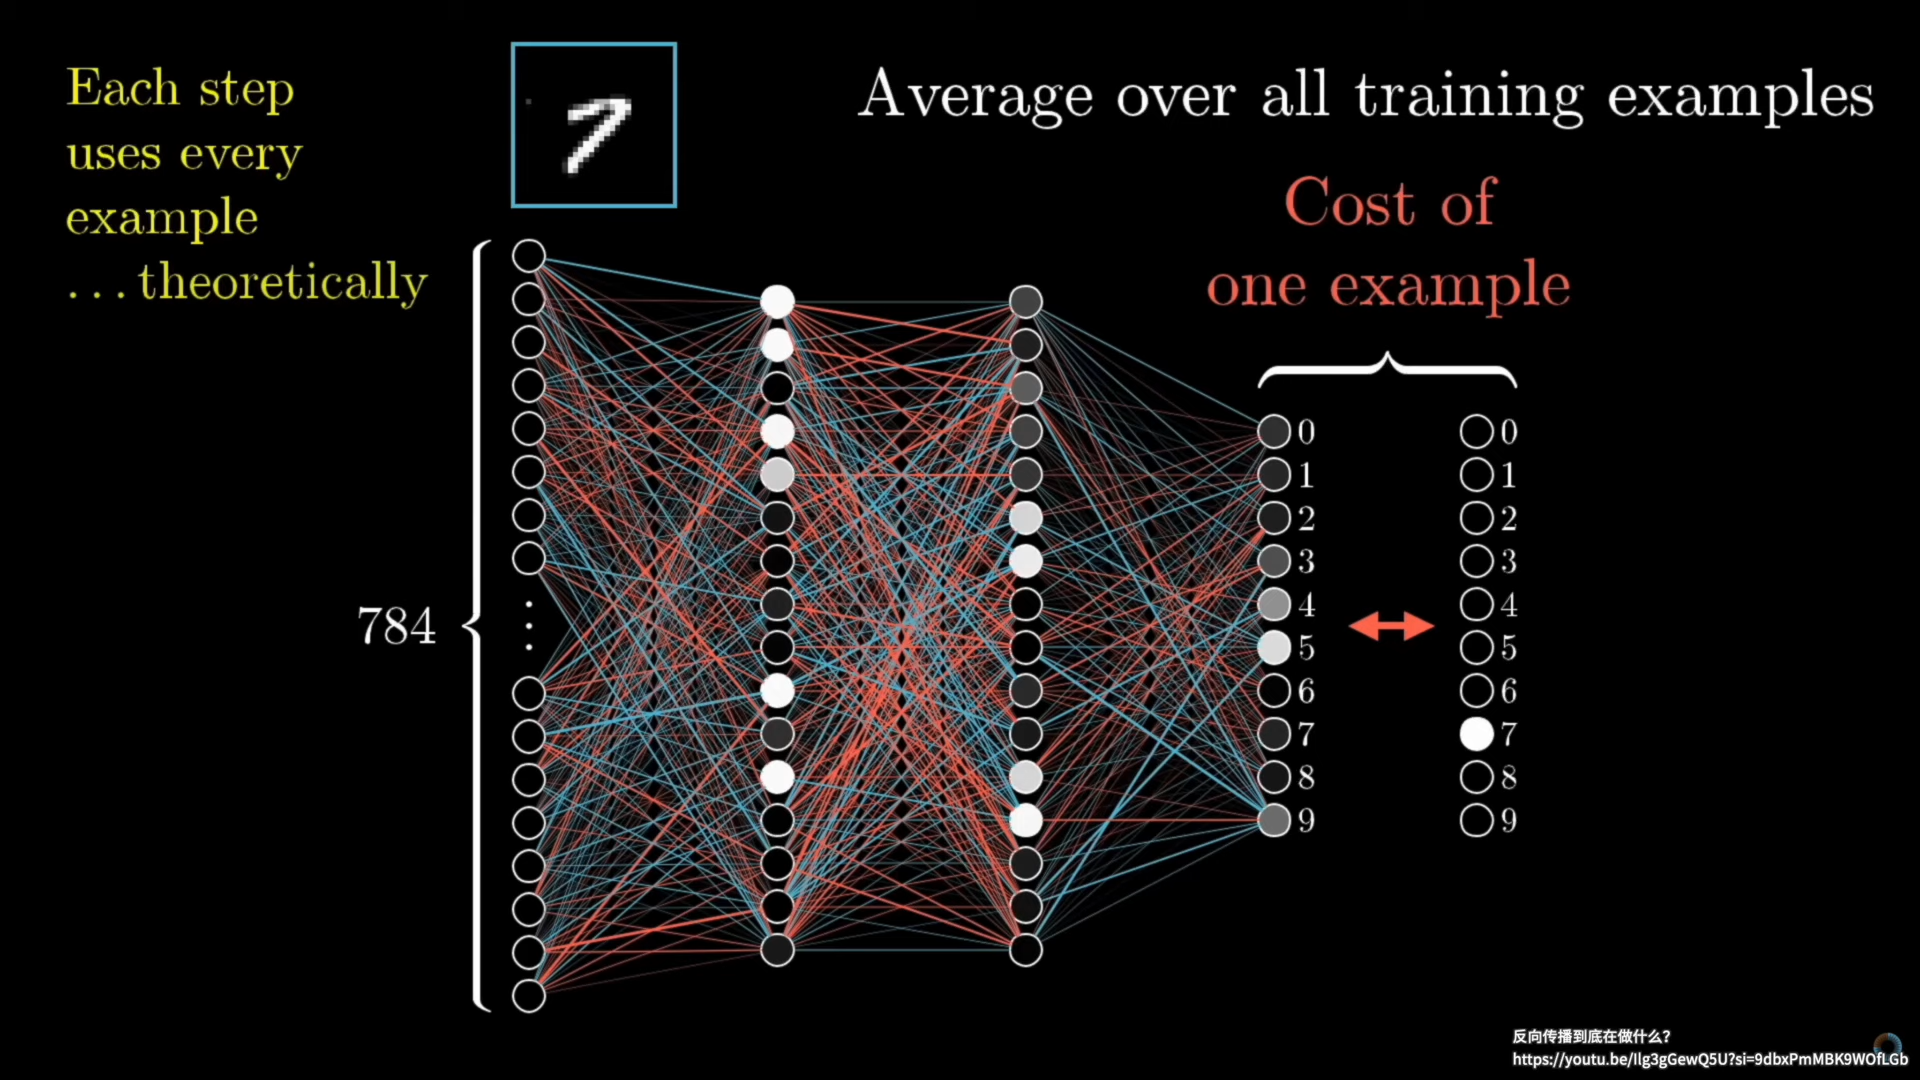 Each step
uses every
example
...theoretically
Average over all training examples
Cost of
one example
784
0
1
2
3
4
5
6
7
8
9
0
1
2
3
4
5
6
7
8
9
反向传播到底在做什么?
https://youtu.be/Ilg3gGewQ5U?si=9dbxPmMBK9WOfLGb